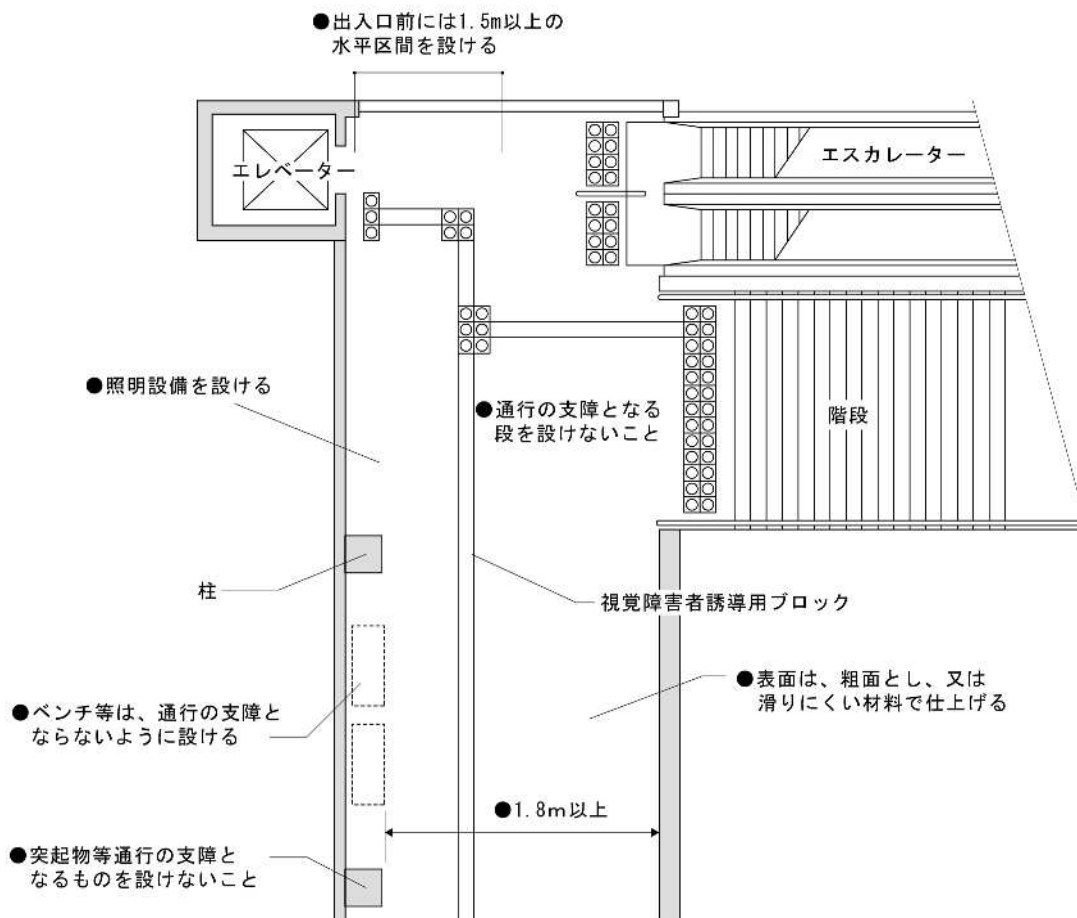 ●出入口前には1.5m以上の
水平区間を設ける
エレベーター
エスカレーター
●照明設備を設ける
●通行の支障となる
段を設けないこと
階段
柱
視覚障害者誘導用ブロック
●表面は、粗面とし、又は
滑りにくい材料で仕上げる
●ベンチ等は、通行の支障と
ならないように設ける
●1.8m以上
●突起物等通行の支障と
なるものを設けないこと